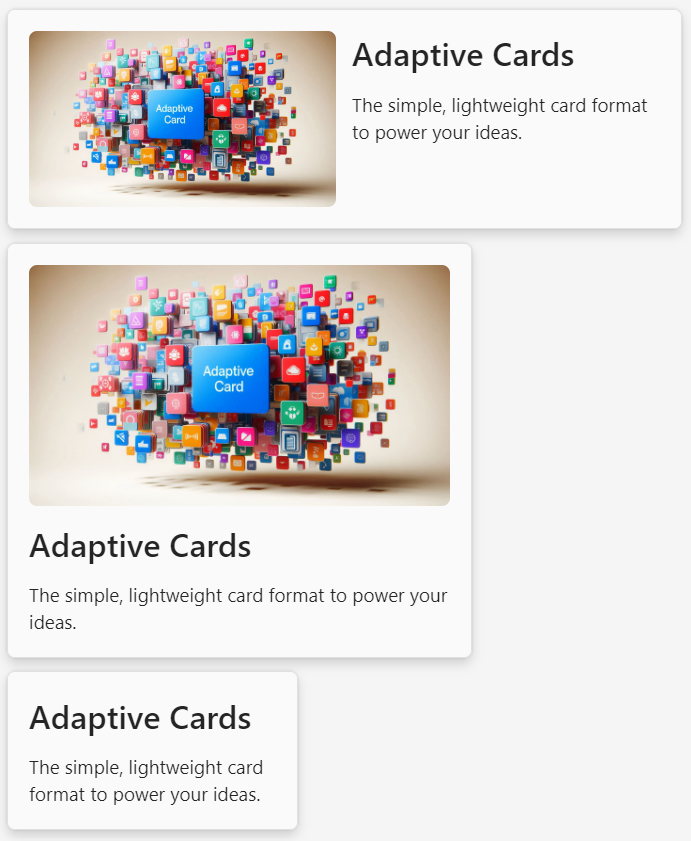 Adaptive
Card
Adaptive Cards
The simple, lightweight card format
to power your ideas.
Adaptive
Card
Adaptive Cards
The simple, lightweight card format to power your
ideas.
Adaptive Cards
The simple, lightweight card
format to power your ideas.